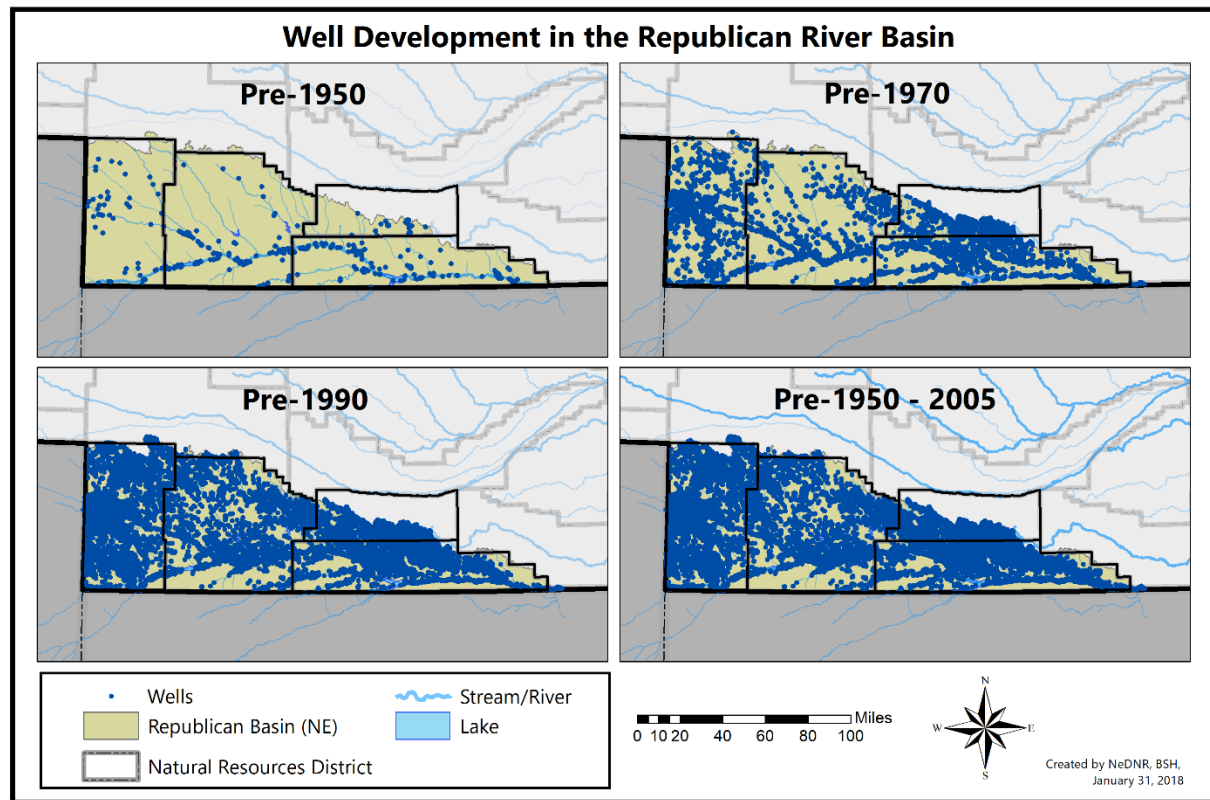 Well Development in the Republican River Basin
Pre-1950
Pre-1970
Pre-1990
Pre-1950 - 2005
Wells
Stream/River
Republican Basin (NE)
Lake
Natural Resources District
Miles
0 10 20 40 60 80 100
N
W E
S
Created by NeDNR, BSH,
January 31, 2018